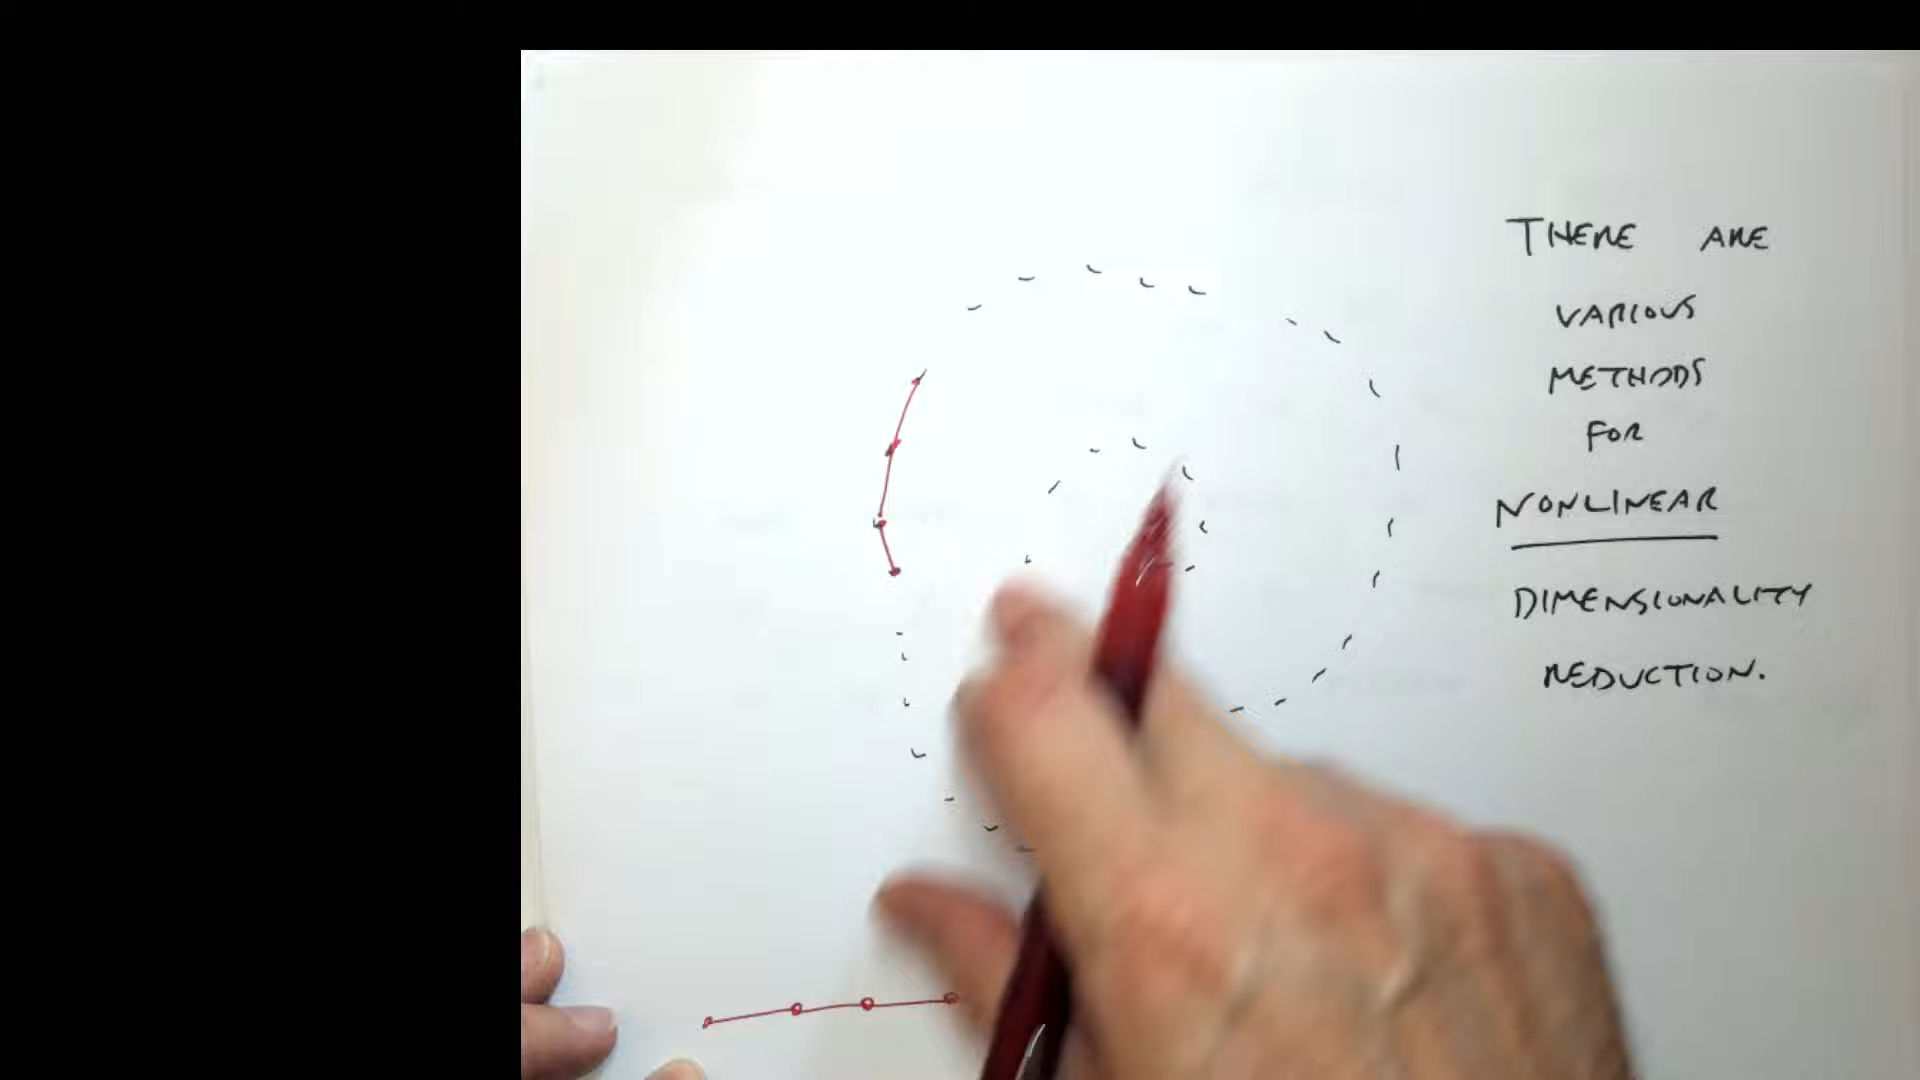 THERE ARE
VARIOUS
METHODS
FOR
NONLINEAR
DIMENSIONALITY
REDUCTION.